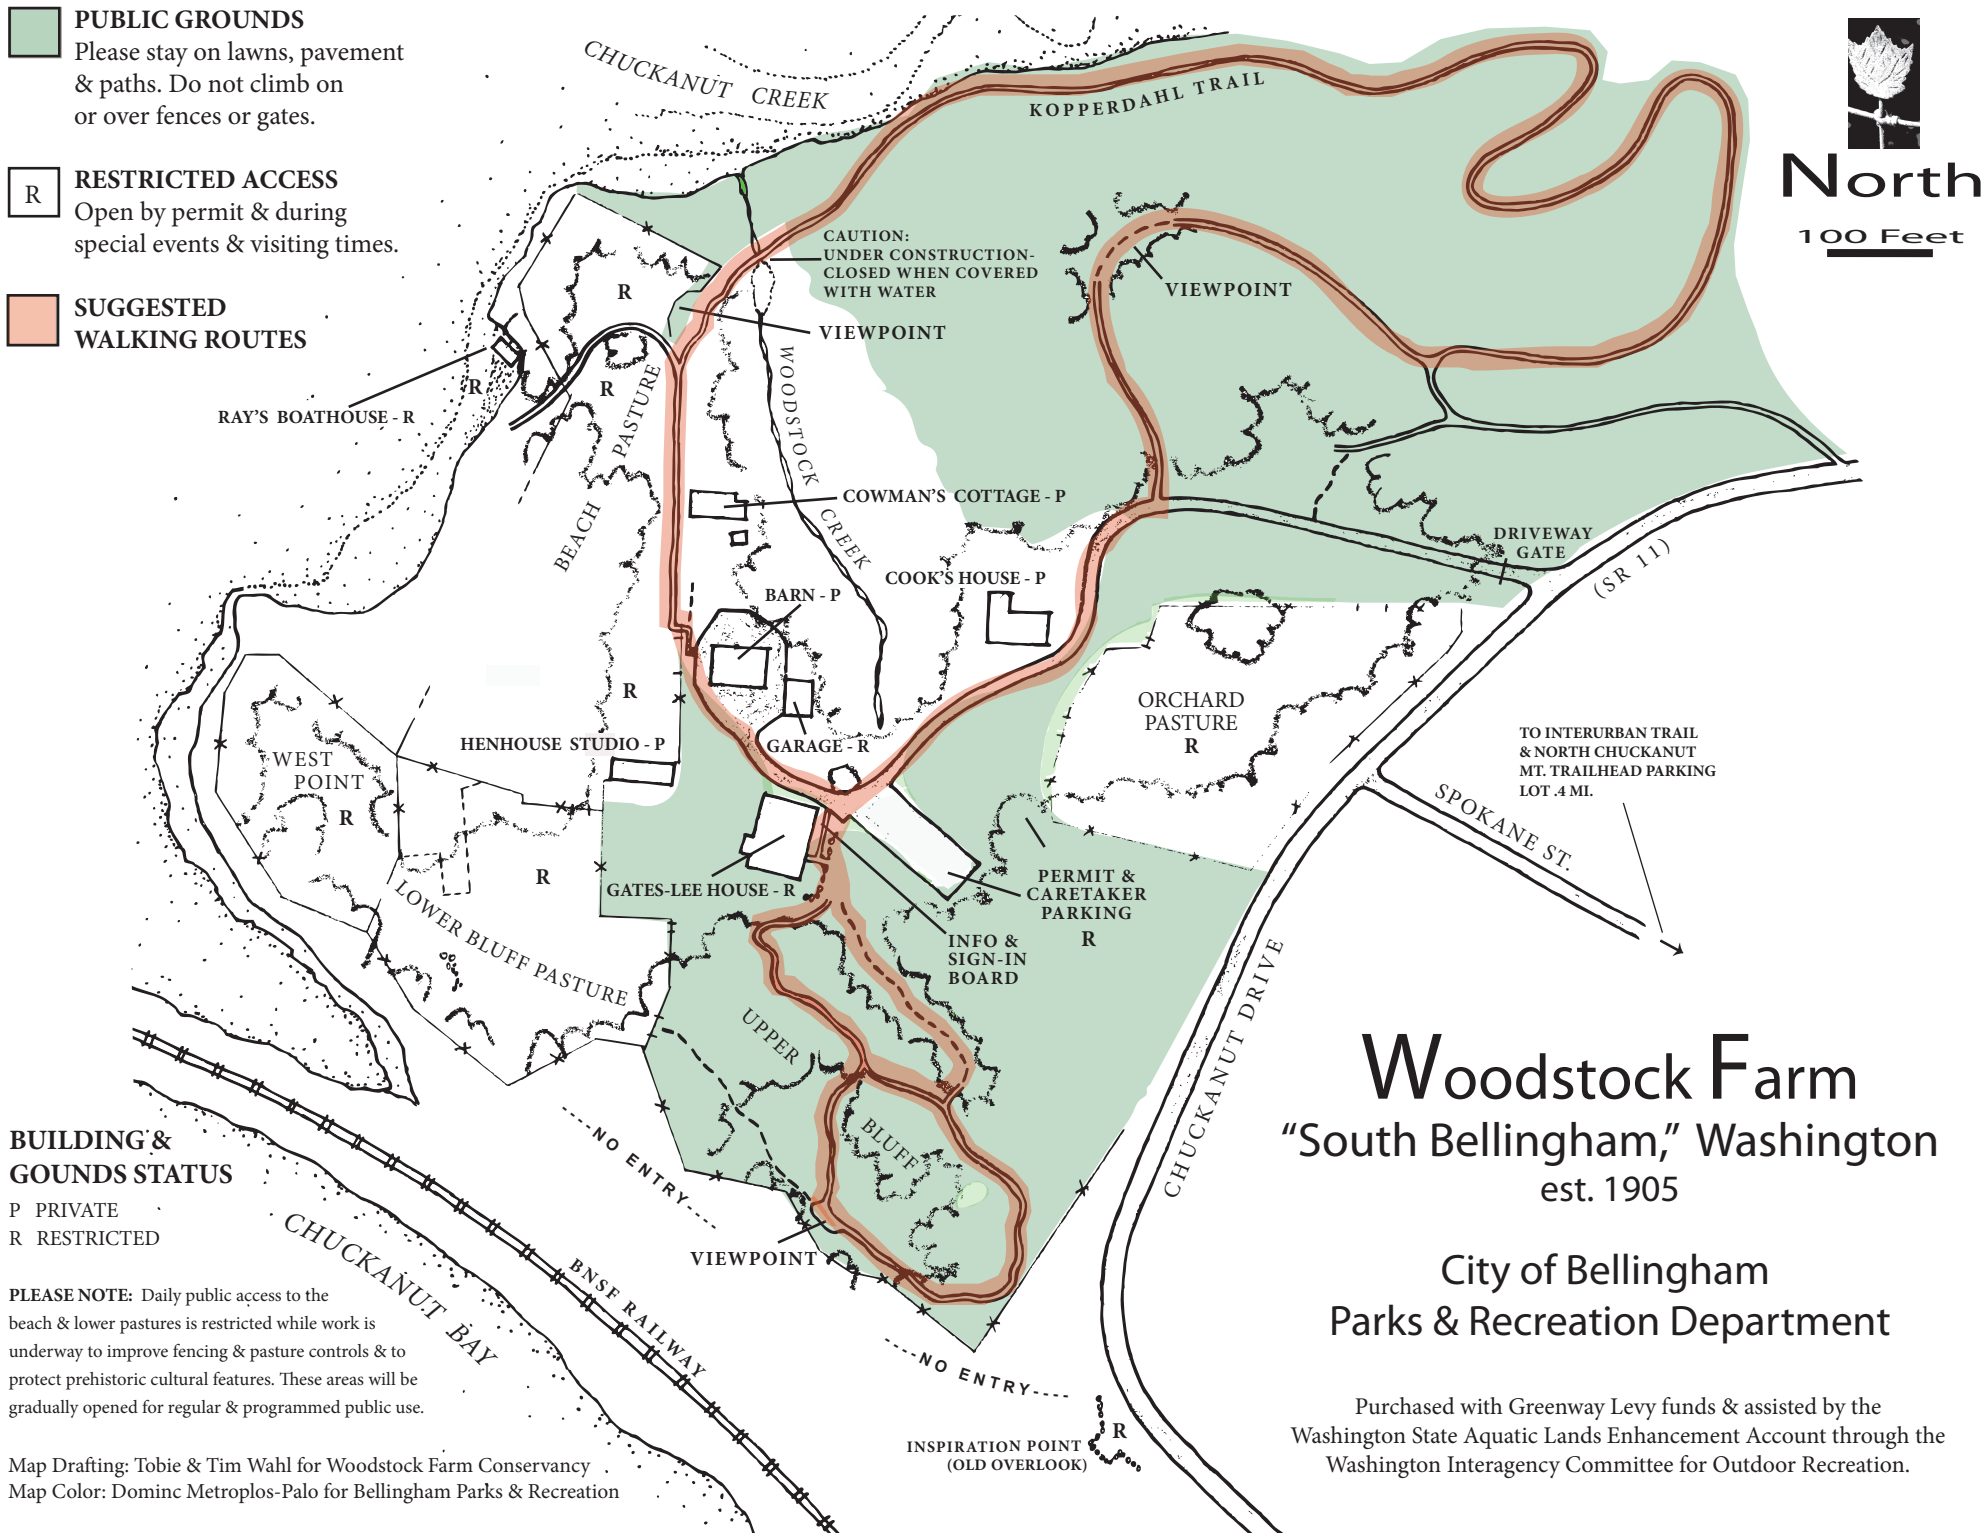 PUBLIC GROUNDS
Please stay on lawns, pavement
& paths. Do not climb on
or over fences or gates.
R
RESTRICTED ACCESS
Open by permit & during
special events & visiting times.
SUGGESTED
WALKING ROUTES
CHUCKANUT CREEK
KOPPERDAHL TRAIL
North
100 Feet
CAUTION:
UNDER CONSTRUCTION-
CLOSED WHEN COVERED
WITH WATER
VIEWPOINT
VIEWPOINT
R
R
R
RAY'S BOATHOUSE - R
BEACH PASTURE
WOODSTOCK CREEK
COWMAN'S COTTAGE - P
COOK'S HOUSE - P
BARN - P
DRIVEWAY
GATE
(SR 11)
R
ORCHARD
PASTURE
R
HENHOUSE STUDIO - P
GARAGE - R
WEST
POINT
R
TO INTERURBAN TRAIL
& NORTH CHUCKANUT
MT. TRAILHEAD PARKING
LOT .4 MI.
SPOKANE ST.
R
GATES-LEE HOUSE - R
LOWER BLUFF PASTURE
PERMIT &
CARETAKER
PARKING
R
INFO &
SIGN-IN
BOARD
UPPER
BLUFF
CHUCKANUT DRIVE
----NO ENTRY----
VIEWPOINT
----NO ENTRY----
BNSF RAILWAY
CHUCKANUT BAY
INSPIRATION POINT
(OLD OVERLOOK)
R
BUILDING &
GOUNDS STATUS
P PRIVATE
R RESTRICTED
PLEASE NOTE: Daily public access to the
beach & lower pastures is restricted while work is
underway to improve fencing & pasture controls & to
protect prehistoric cultural features. These areas will be
gradually opened for regular & programmed public use.
Map Drafting: Tobie & Tim Wahl for Woodstock Farm Conservancy
Map Color: Dominc Metroplos-Palo for Bellingham Parks & Recreation
Woodstock Farm
“South Bellingham,” Washington
est. 1905
City of Bellingham
Parks & Recreation Department
Purchased with Greenway Levy funds & assisted by the
Washington State Aquatic Lands Enhancement Account through the
Washington Interagency Committee for Outdoor Recreation.